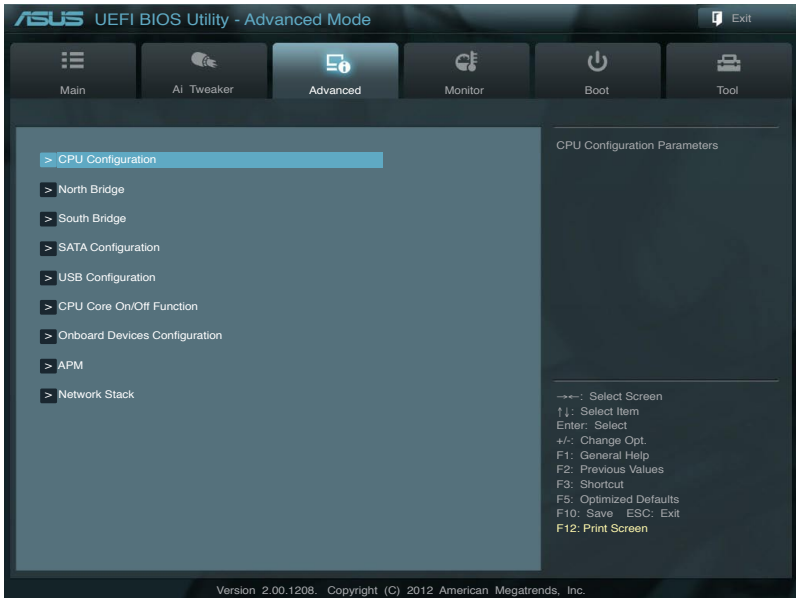 ASUS UEFI BIOS Utility - Advanced Mode
Exit
Main
Ai Tweaker
Advanced
Monitor
Boot
Tool
> CPU Configuration
> North Bridge
> South Bridge
> SATA Configuration
> USB Configuration
> CPU Core On/Off Function
> Onboard Devices Configuration
> APM
> Network Stack
CPU Configuration Parameters
→←: Select Screen
↑↓: Select Item
Enter: Select
+/-: Change Opt.
F1: General Help
F2: Previous Values
F3: Shortcut
F5: Optimized Defaults
F10: Save ESC: Exit
F12: Print Screen
Version 2.00.1208. Copyright (C) 2012 American Megatrends, Inc.